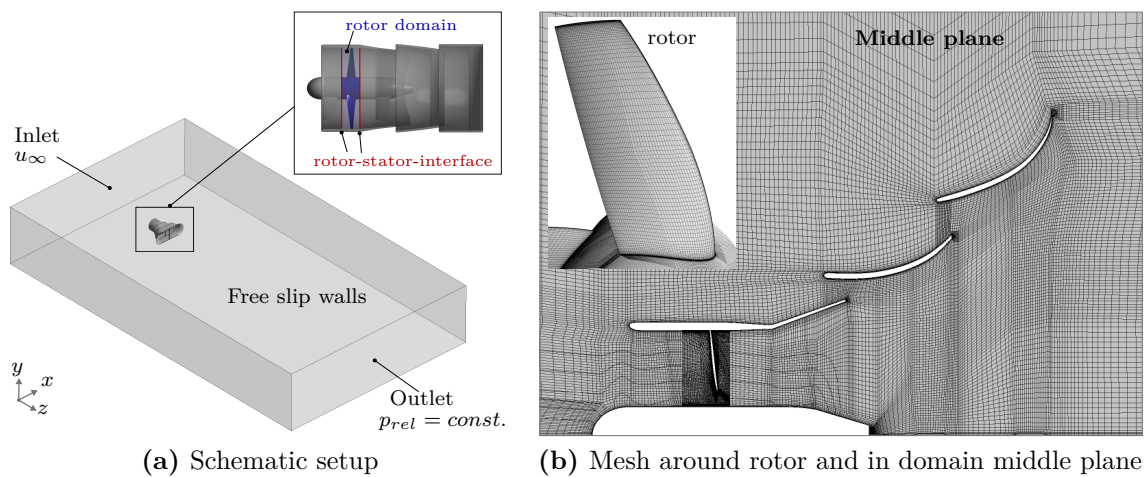 rotor domain
rotor-stator-interface
Inlet
u∞
Free slip walls
Outlet
p_rel = const.
y
x
z
(a) Schematic setup
rotor
Middle plane
(b) Mesh around rotor and in domain middle plane